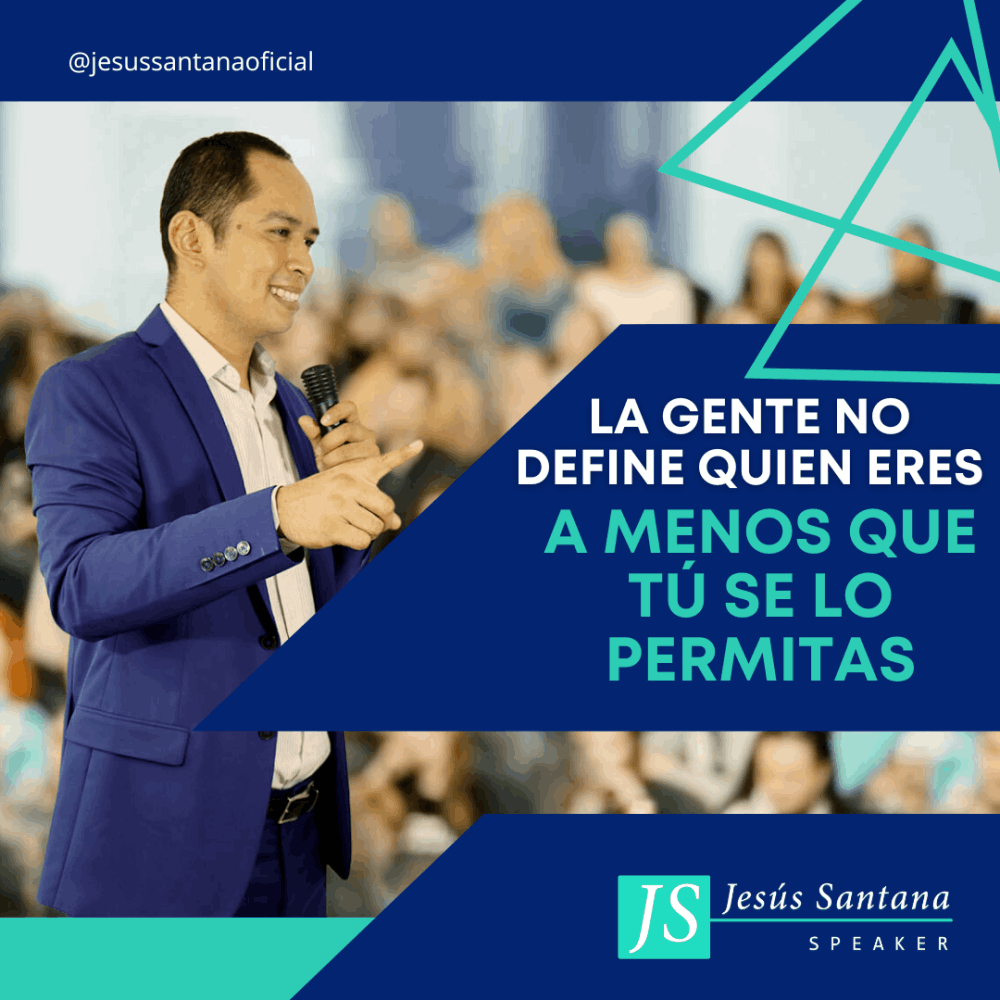 @jesussantanaoficial
LA GENTE NO
DEFINE QUIEN ERES
A MENOS QUE
TÚ SE LO
PERMITAS
JS Jesús Santana
SPEAKER